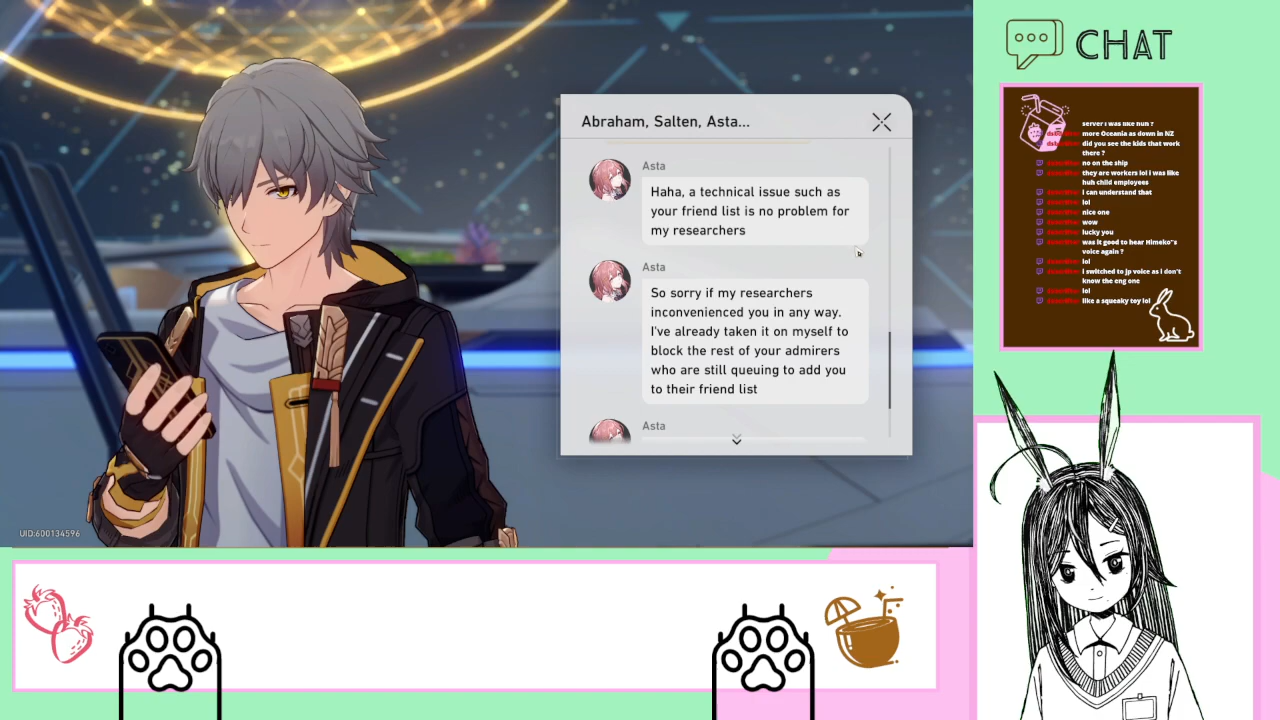 Abraham, Salten, Asta...
Asta
Haha, a technical issue such as
your friend list is no problem for
my researchers
Asta
So sorry if my researchers
inconvenienced you in any way.
I've already taken it on myself to
block the rest of your admirers
who are still queuing to add you
to their friend list
Asta
UID:600134596
CHAT
server i was like huh ?
more Oceania as down in NZ
did you see the kids that work
there ?
no on the ship
they are workers lol i was like
huh child employees
I can understand that
lol
nice one
wow
lucky you
was it good to hear Himeko"s
voice again ?
lol
I switched to jp voice as i don't
know the eng one
lol
like a squeaky toy lol